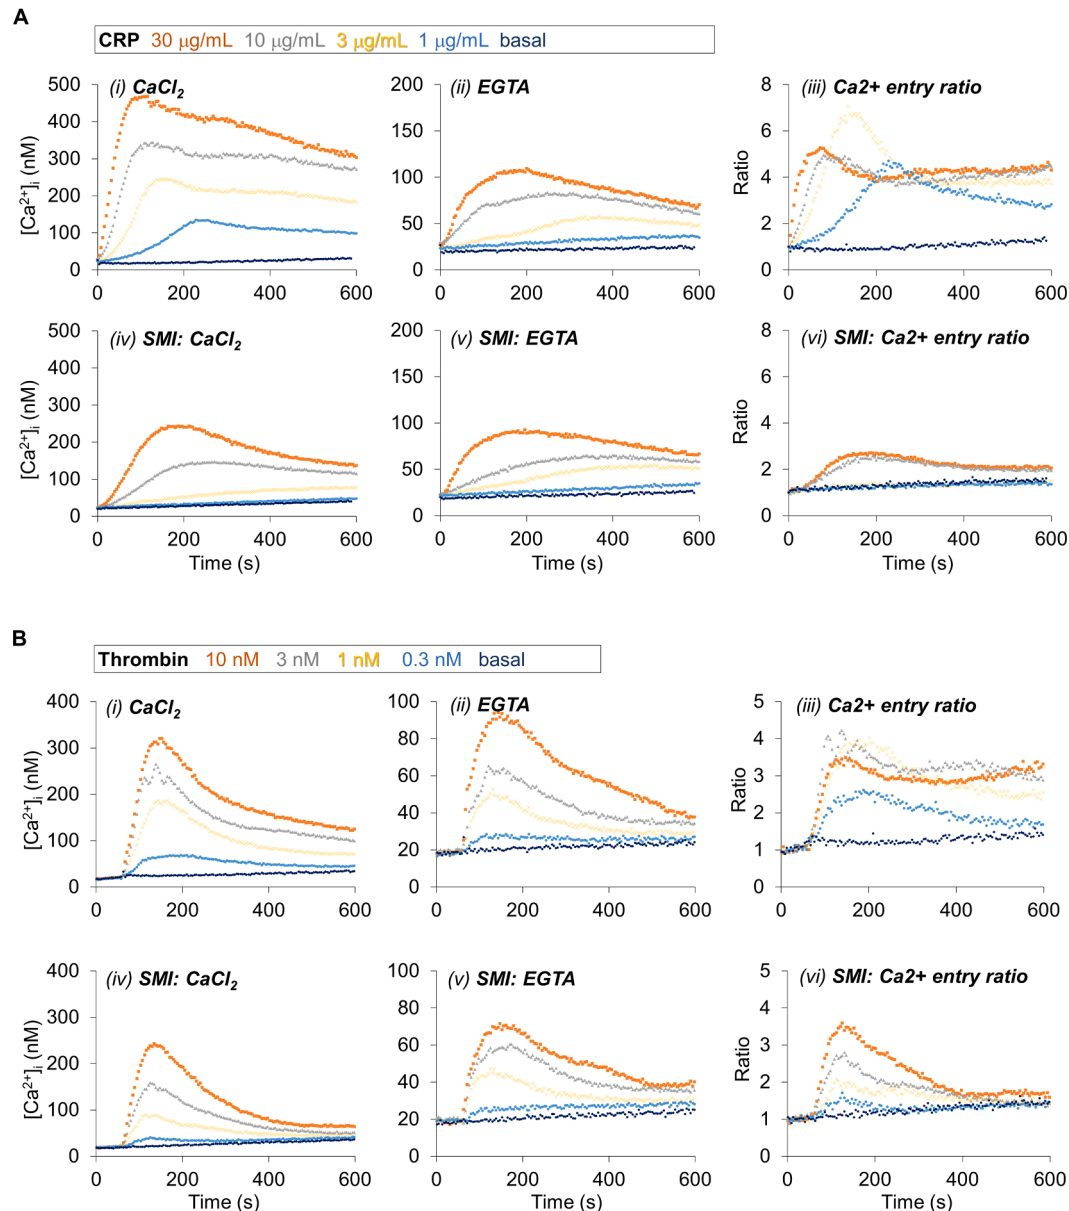 A
CRP 30 μg/mL 10 μg/mL 3 μg/mL 1 μg/mL basal
(i) CaCl2
(ii) EGTA
(iii) Ca2+ entry ratio
500
400
300
200
100
0
[Ca2+]i (nM)
0 200 400 600
200
150
100
50
0
0 200 400 600
8
6
4
2
0
Ratio
0 200 400 600
(iv) SMI: CaCl2
(v) SMI: EGTA
(vi) SMI: Ca2+ entry ratio
500
400
300
200
100
0
[Ca2+]i (nM)
0 200 400 600
Time (s)
200
150
100
50
0
0 200 400 600
Time (s)
8
6
4
2
0
Ratio
0 200 400 600
Time (s)
B
Thrombin 10 nM 3 nM 1 nM 0.3 nM basal
(i) CaCl2
(ii) EGTA
(iii) Ca2+ entry ratio
400
300
200
100
0
[Ca2+]i (nM)
0 200 400 600
100
80
60
40
20
0
0 200 400 600
5
4
3
2
1
0
Ratio
0 200 400 600
(iv) SMI: CaCl2
(v) SMI: EGTA
(vi) SMI: Ca2+ entry ratio
400
300
200
100
0
[Ca2+]i (nM)
0 200 400 600
Time (s)
100
80
60
40
20
0
0 200 400 600
Time (s)
5
4
3
2
1
0
Ratio
0 200 400 600
Time (s)